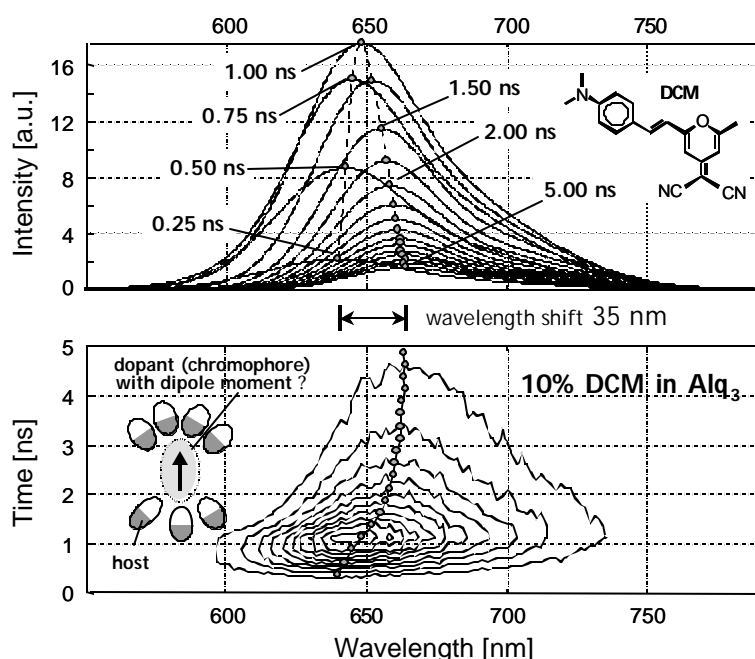 600 650 700 750
16
12
8
4
0
Intensity [a.u.]
1.00 ns
0.75 ns
0.50 ns
0.25 ns
1.50 ns
2.00 ns
5.00 ns
DCM
N
O
NC
CN
wavelength shift 35 nm
5
4
3
2
1
0
Time [ns]
dopant (chromophore)
with dipole moment ?
10% DCM in Alq3
host
600 650 700 750
Wavelength [nm]